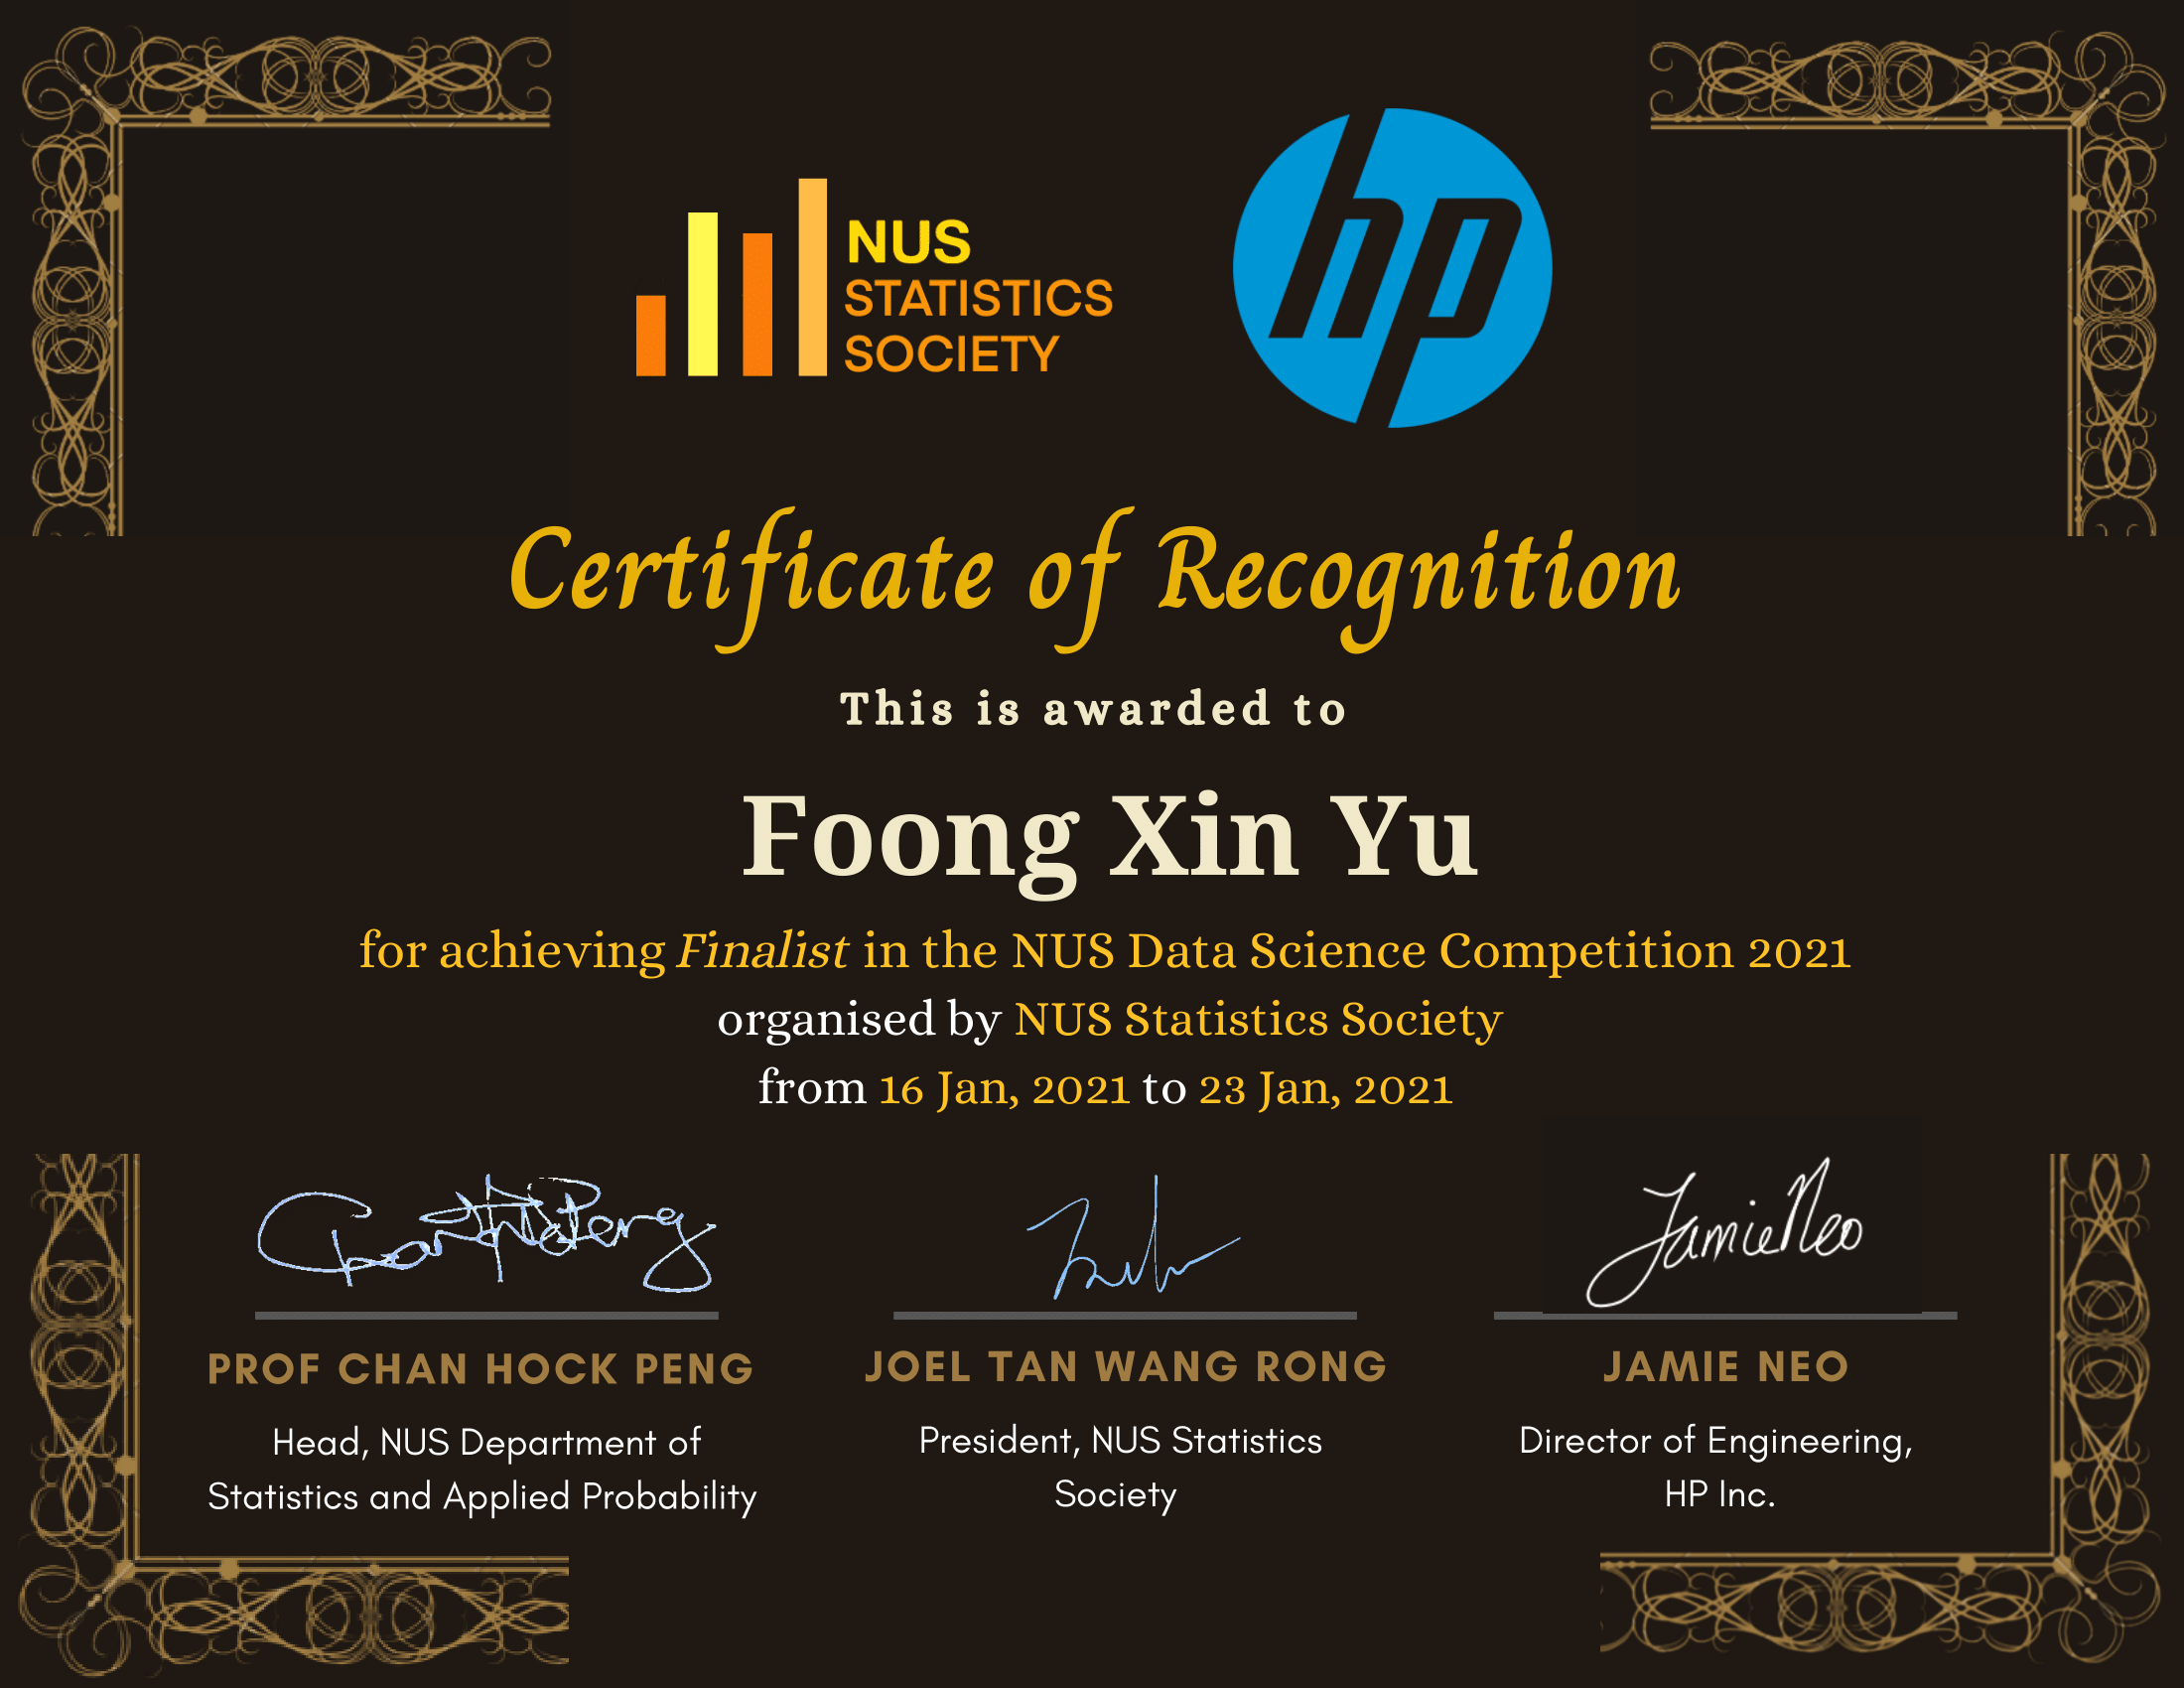 NUS
STATISTICS
SOCIETY
hp
Certificate of Recognition
This is awarded to
Foong Xin Yu
for achieving Finalist in the NUS Data Science Competition 2021
organised by NUS Statistics Society
from 16 Jan, 2021 to 23 Jan, 2021
Jamie Neo
PROF CHAN HOCK PENG
Head, NUS Department of
Statistics and Applied Probability
JOEL TAN WANG RONG
President, NUS Statistics
Society
JAMIE NEO
Director of Engineering,
HP Inc.